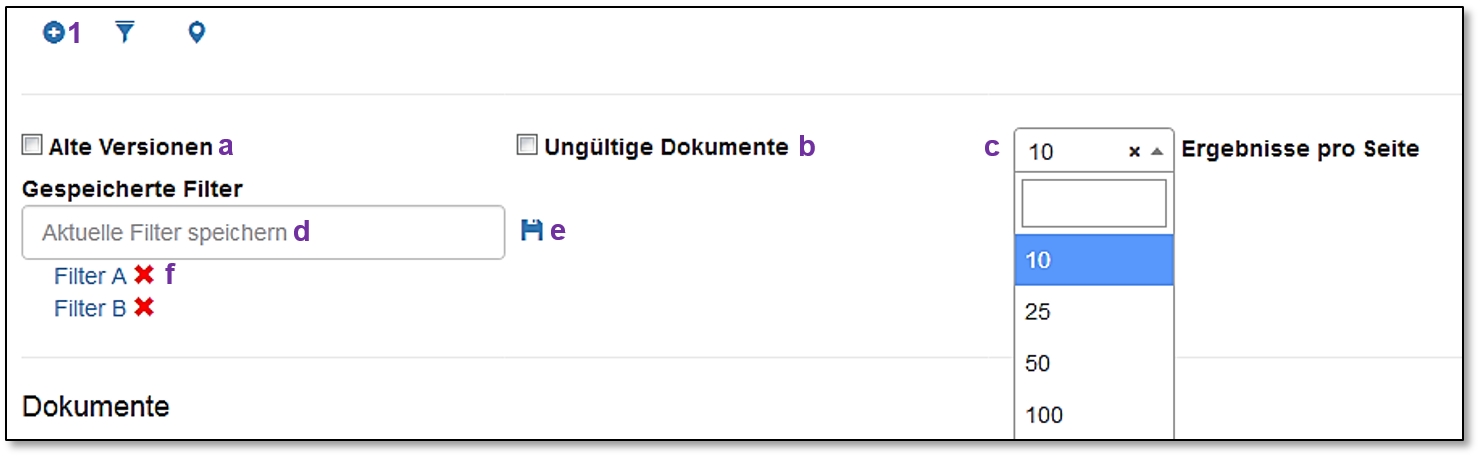 1
Alte Versionen a
Ungültige Dokumente b
c 10 × Ergebnisse pro Seite
Gespeicherte Filter
Aktuelle Filter speichern d
e
Filter A ✖ f
Filter B ✖
10
25
50
100
Dokumente